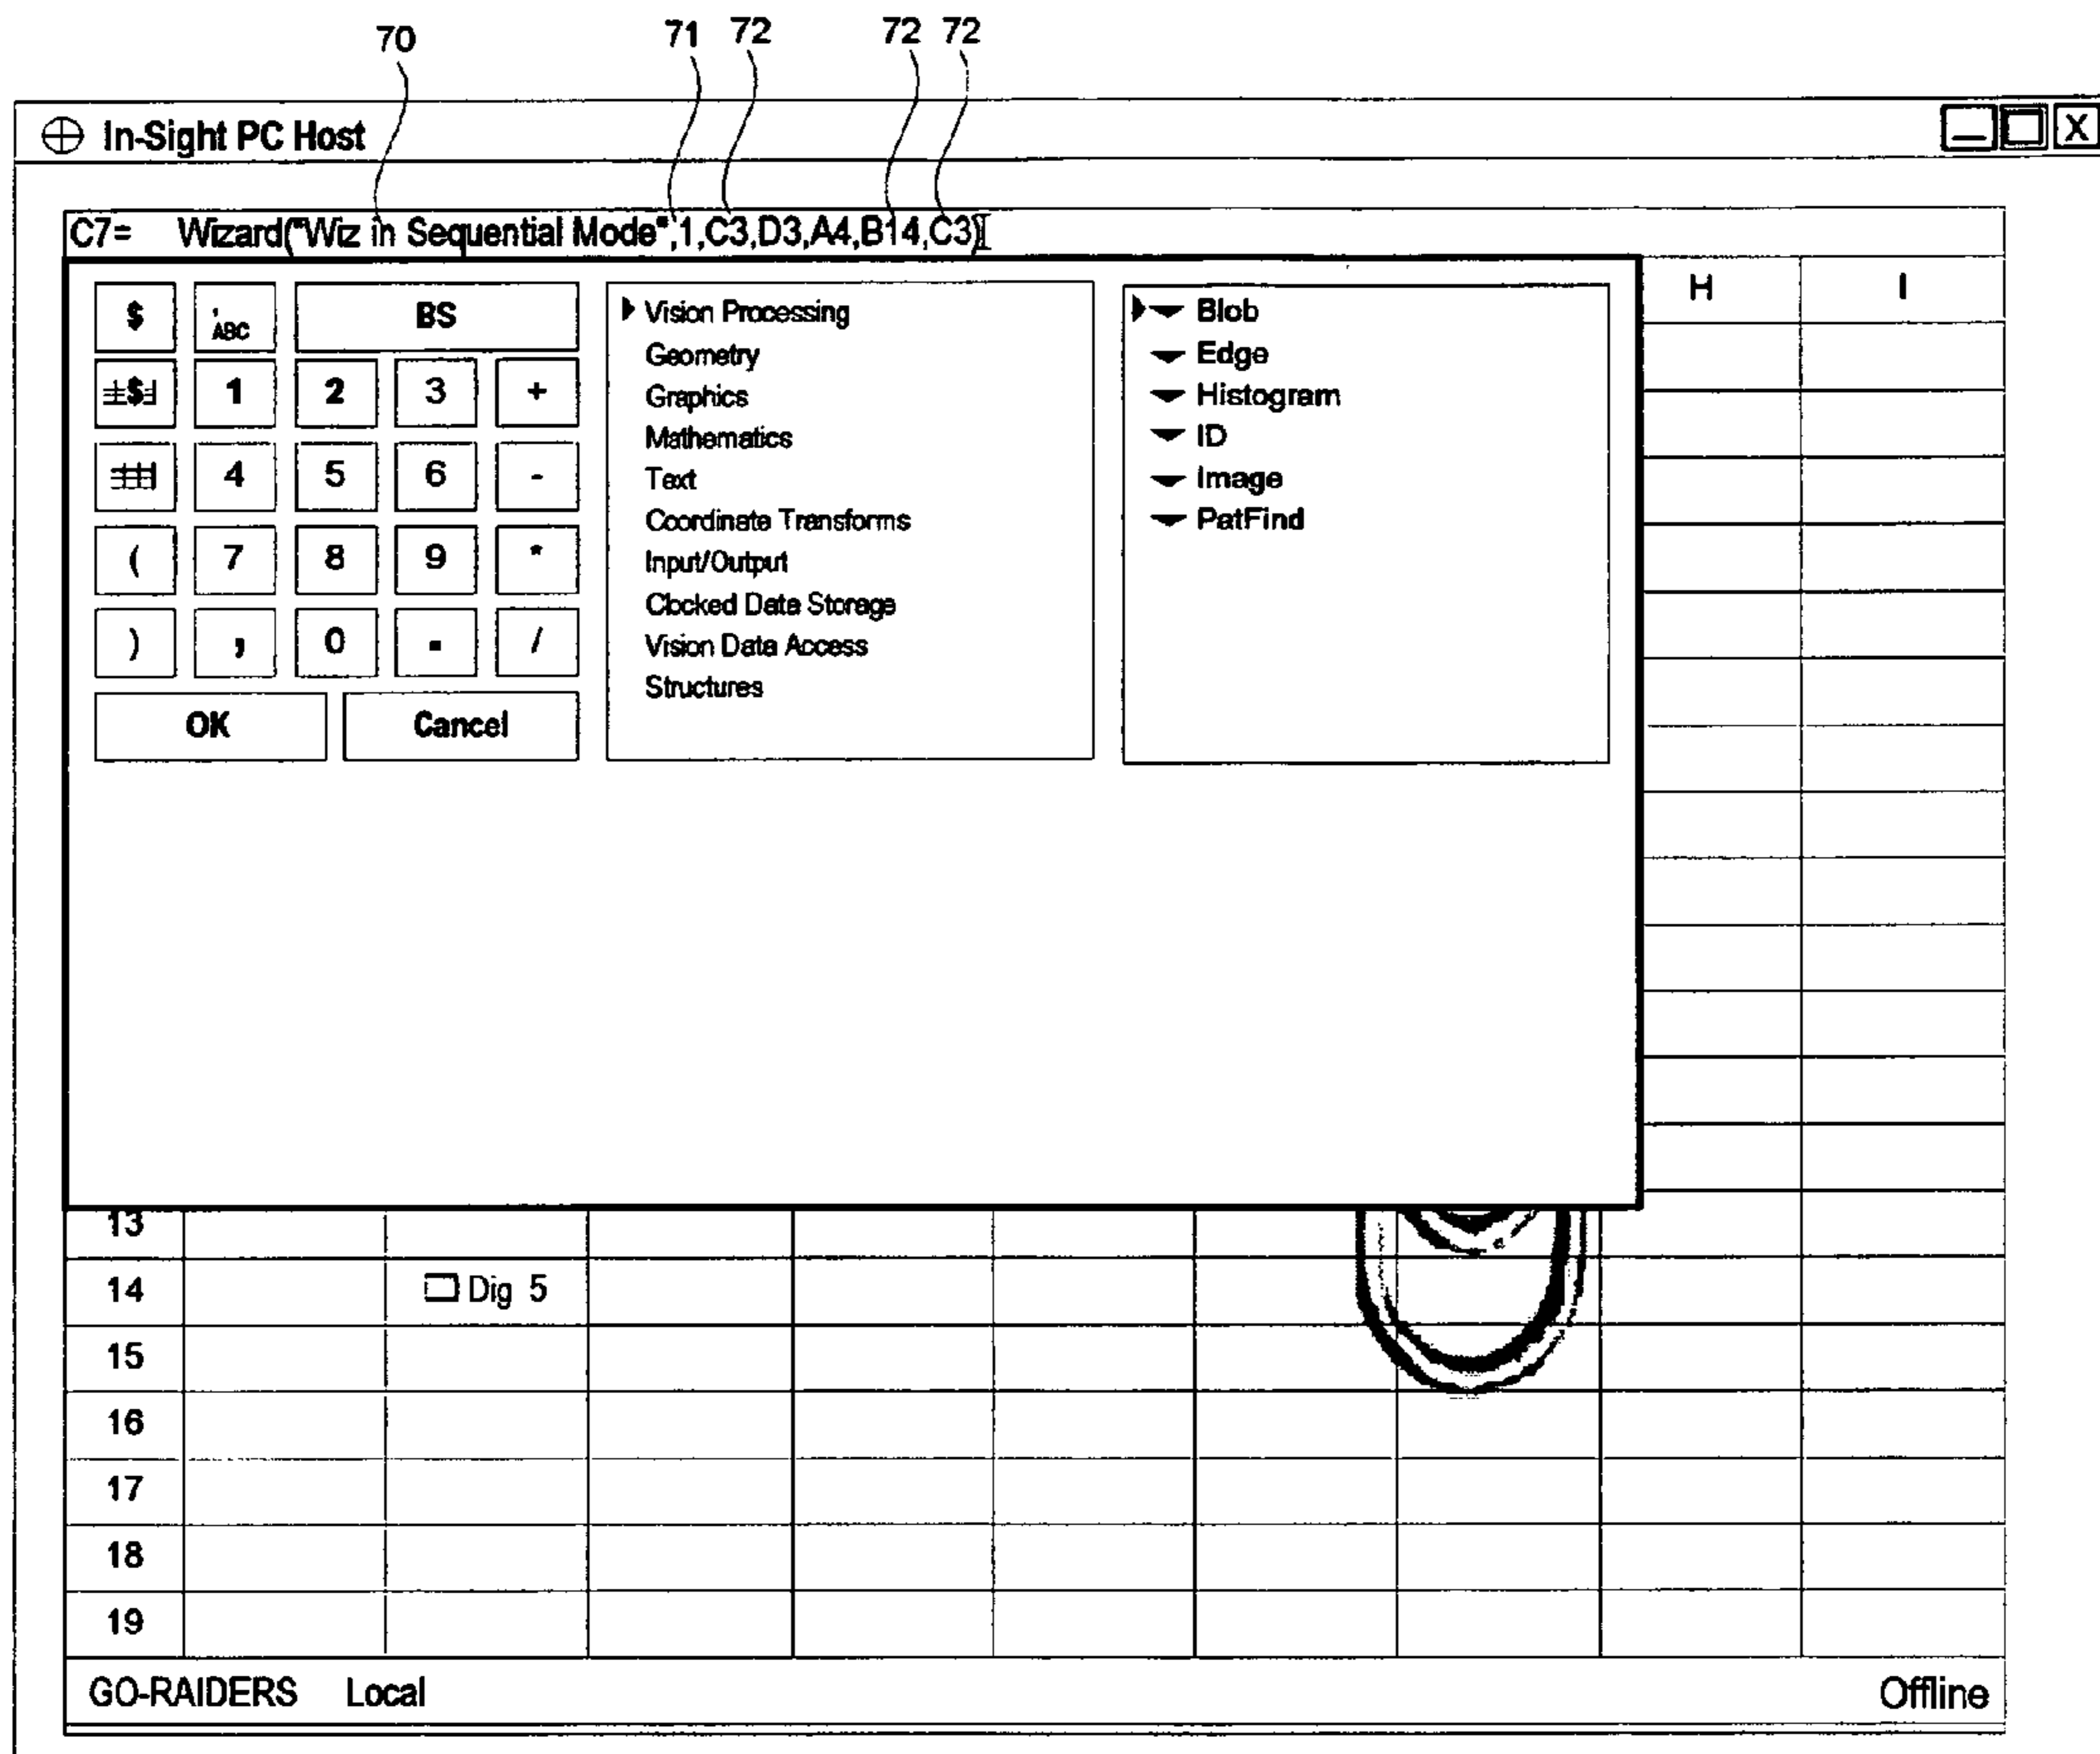 70 71 72 72 72
In-Sight PC Host X
C7= Wizard("Wiz in Sequential Mode",1,C3,D3,A4,B14,C3)
H I
$ ,ABC BS
$ 1 2 3 +
4 5 6 -
( 7 8 9 *
) , 0 . /
OK Cancel
Vision Processing
Geometry
Graphics
Mathematics
Text
Coordinate Transforms
Input/Output
Clocked Data Storage
Vision Data Access
Structures
Blob
Edge
Histogram
ID
Image
PatFind
13
14 Dig 5
15
16
17
18
19
GO-RAIDERS Local Offline